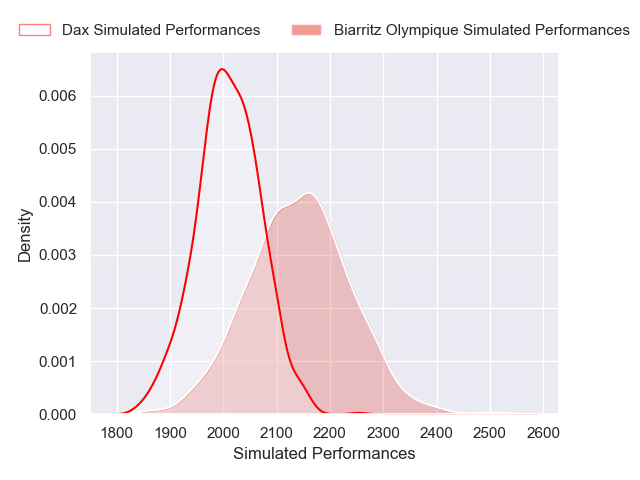 Dax Simulated Performances
Biarritz Olympique Simulated Performances
0.006
0.005
0.004
0.003
0.002
0.001
0.000
Density
1800 1900 2000 2100 2200 2300 2400 2500 2600
Simulated Performances